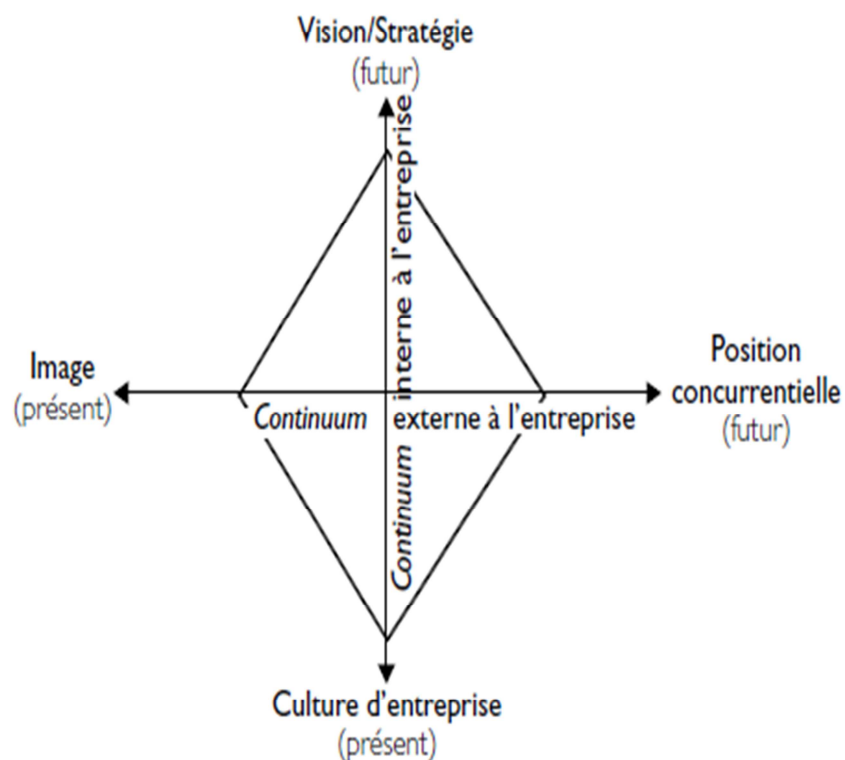 Vision/Stratégie
(futur)
Continuum interne à l'entreprise
Image
(présent)
Position
concurrentielle
(futur)
Continuum externe à l'entreprise
Culture d'entreprise
(présent)